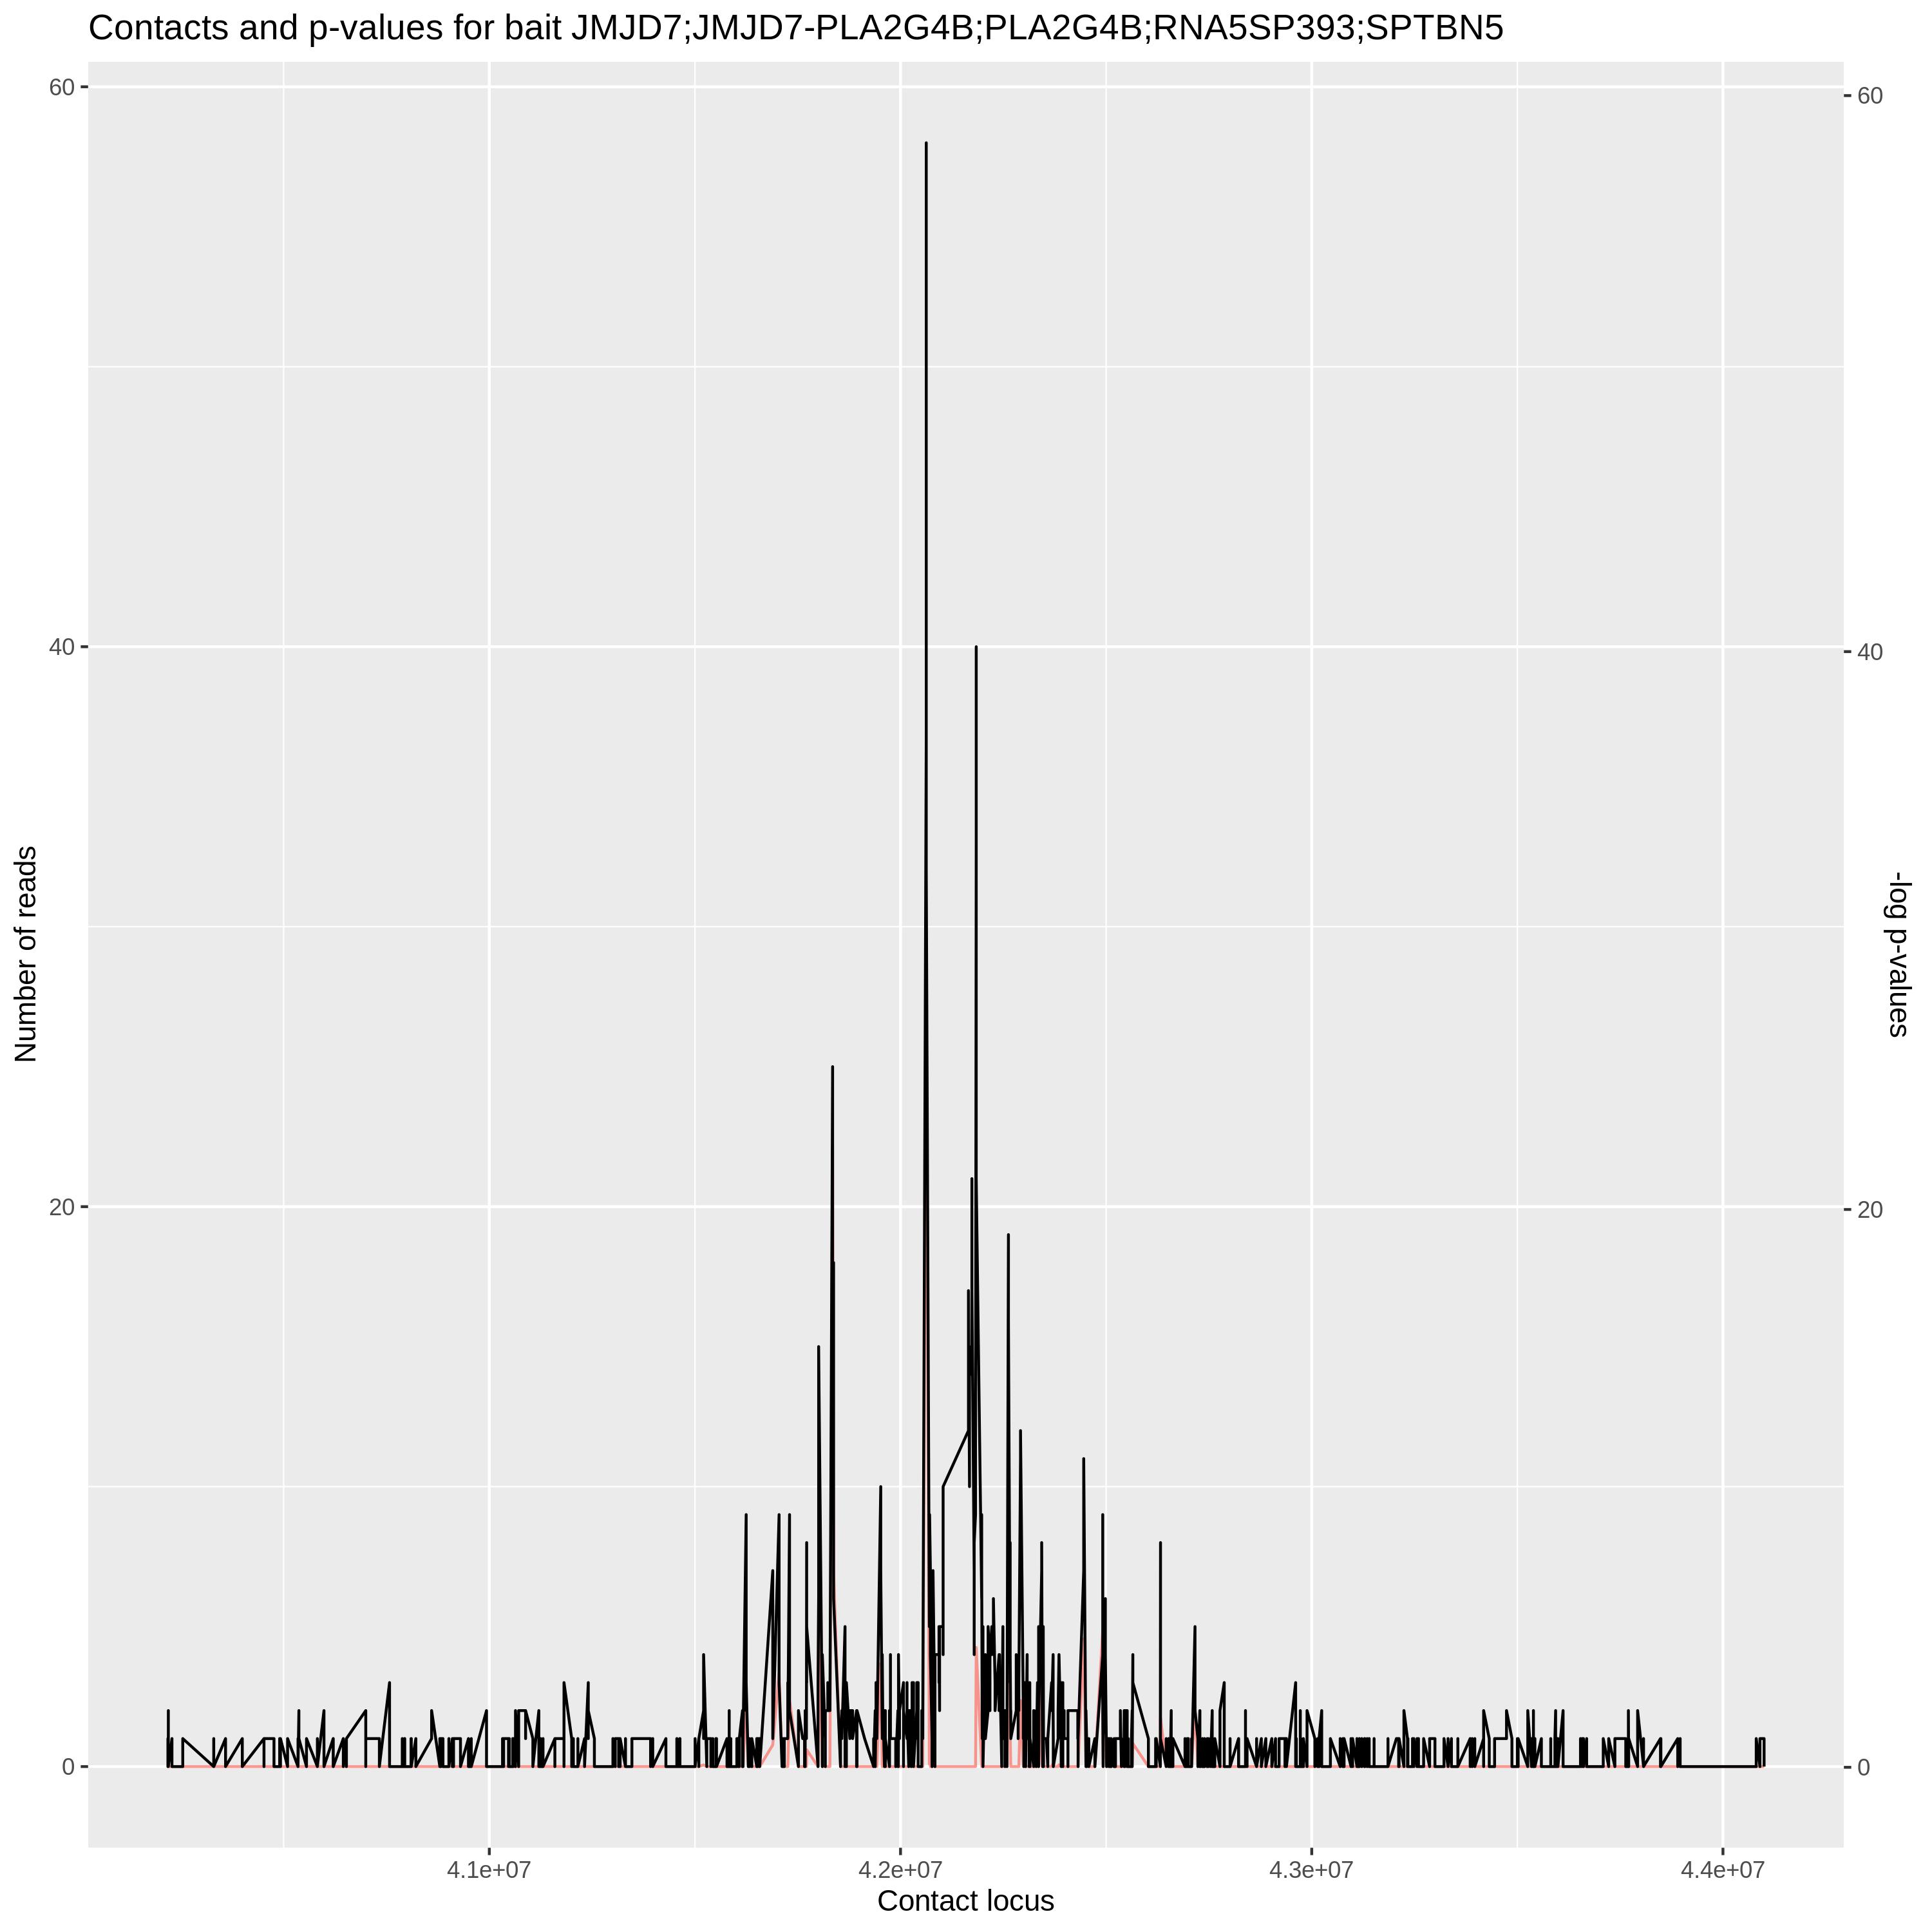 Contacts and p-values for bait JMJD7;JMJD7-PLA2G4B;PLA2G4B;RNA5SP393;SPTBN5
60
40
20
0
Number of reads
60
40
20
0
-log p-values
4.1e+07
4.2e+07
4.3e+07
4.4e+07
Contact locus